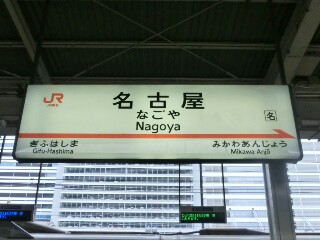 JR
名古屋
なごや
Nagoya
名
ぎふはしま
Gifu-Hashima
みかわあんじょう
Mikawa-Anjō